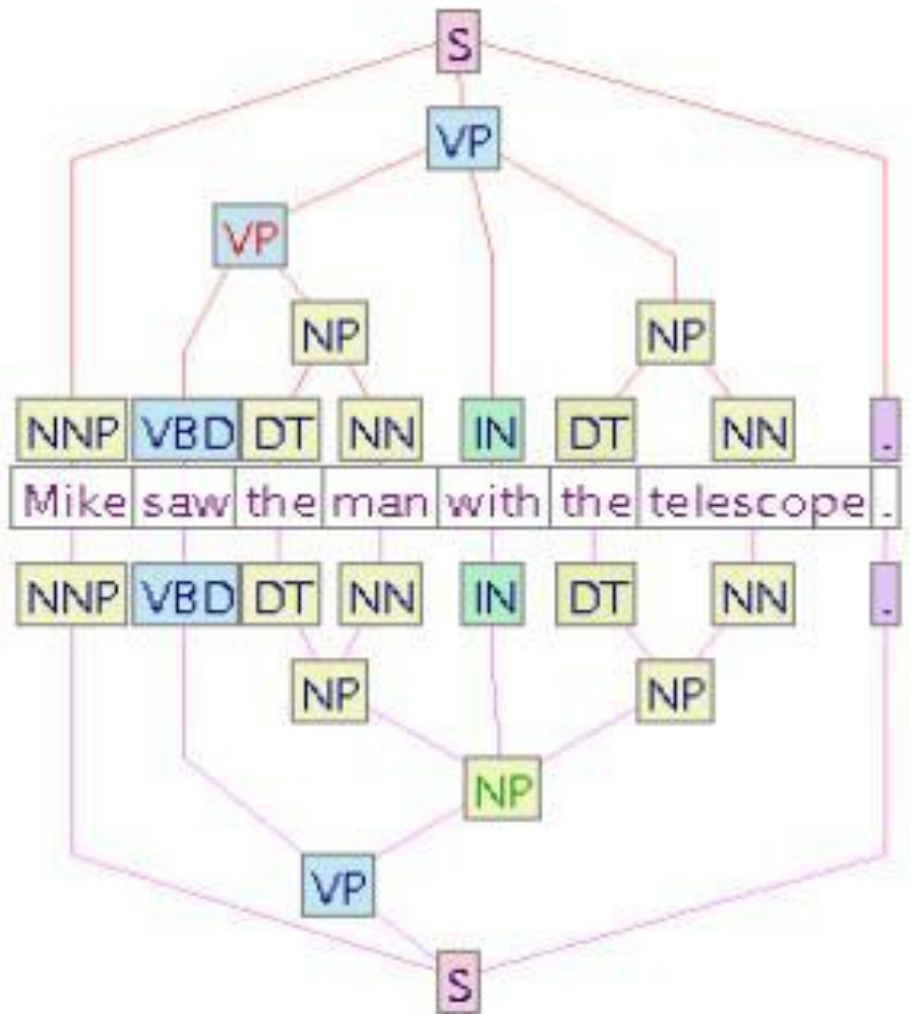 S
VP
VP
NP NP
NNP VBD DT NN IN DT NN .
Mike saw the man with the telescope .
NNP VBD DT NN IN DT NN .
NP NP
NP
VP
S